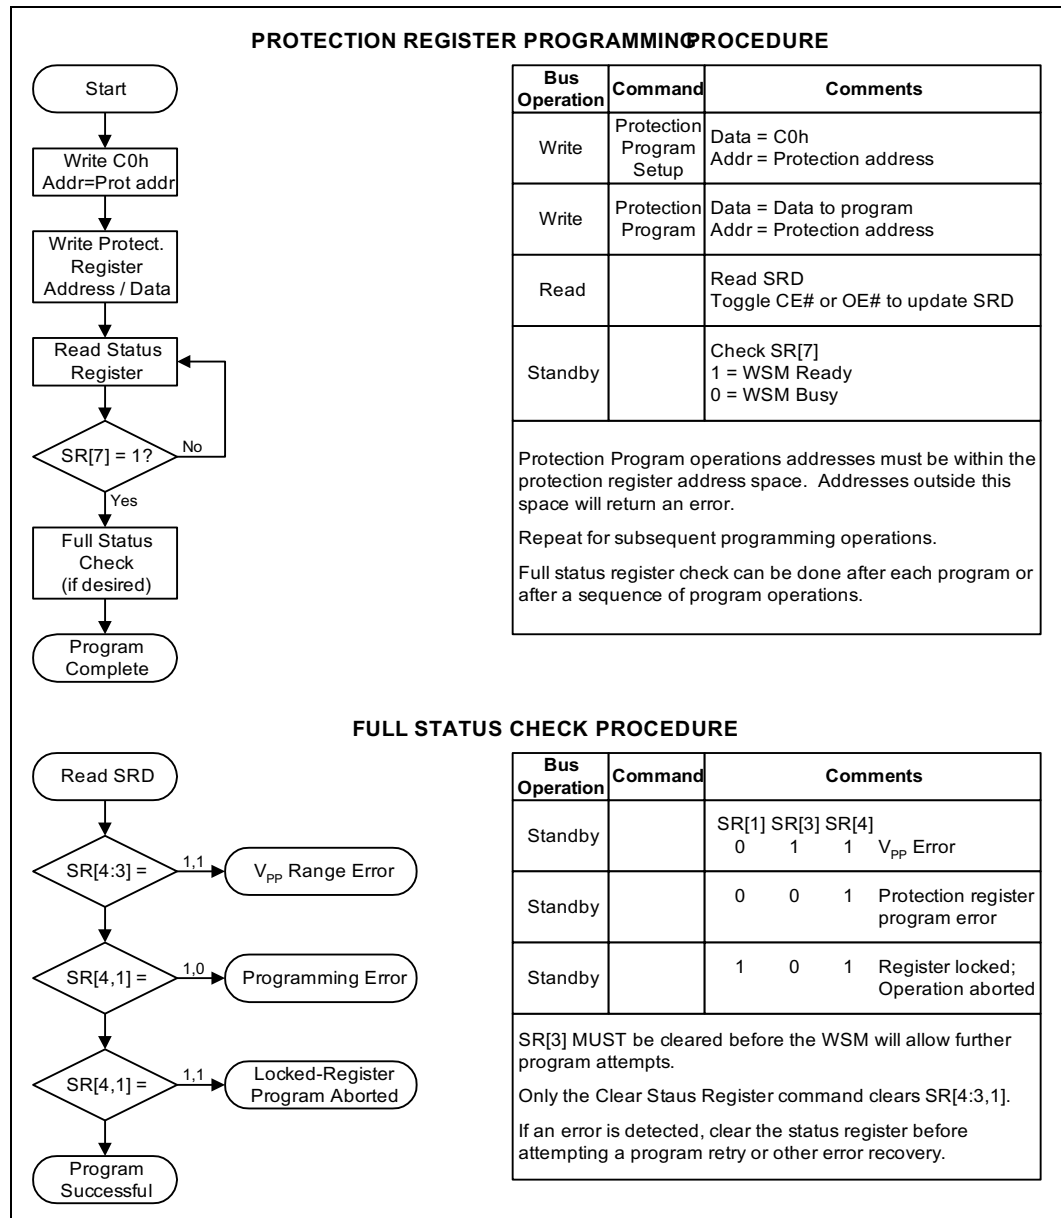 PROTECTION REGISTER PROGRAMMING PROCEDURE
Start
Write C0h
Addr=Prot addr
Write Protect.
Register
Address / Data
Read Status
Register
SR[7] = 1?
No
Yes
Full Status
Check
(if desired)
Program
Complete
Bus
Operation
Command
Comments
Write
Protection
Program
Setup
Data = C0h
Addr = Protection address
Write
Protection
Program
Data = Data to program
Addr = Protection address
Read
Read SRD
Toggle CE# or OE# to update SRD
Standby
Check SR[7]
1 = WSM Ready
0 = WSM Busy
Protection Program operations addresses must be within the
protection register address space. Addresses outside this
space will return an error.
Repeat for subsequent programming operations.
Full status register check can be done after each program or
after a sequence of program operations.
FULL STATUS CHECK PROCEDURE
Read SRD
SR[4:3] =
1,1
VPP Range Error
SR[4,1] =
1,0
Programming Error
SR[4,1] =
1,1
Locked-Register
Program Aborted
Program
Successful
Bus
Operation
Command
Comments
Standby
SR[1] SR[3] SR[4]
0 1 1 VPP Error
Standby
0 0 1 Protection register
program error
Standby
1 0 1 Register locked;
Operation aborted
SR[3] MUST be cleared before the WSM will allow further
program attempts.
Only the Clear Staus Register command clears SR[4:3,1].
If an error is detected, clear the status register before
attempting a program retry or other error recovery.